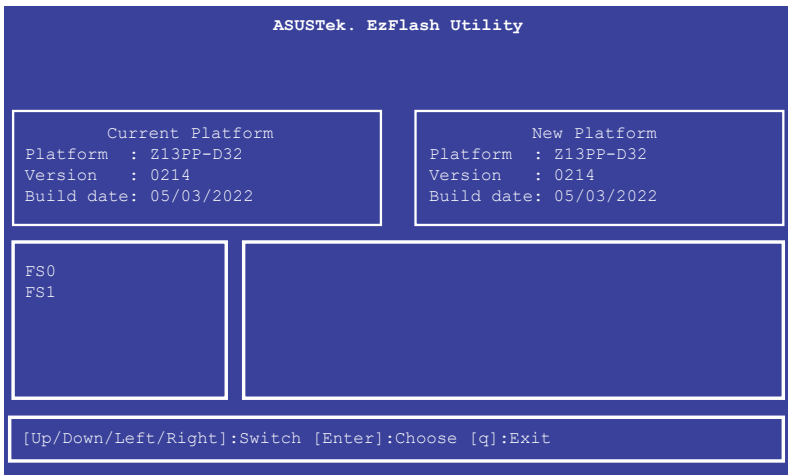 ASUSTek. EzFlash Utility
Current Platform
Platform : Z13PP-D32
Version : 0214
Build date: 05/03/2022
New Platform
Platform : Z13PP-D32
Version : 0214
Build date: 05/03/2022
FS0
FS1
[Up/Down/Left/Right]:Switch [Enter]:Choose [q]:Exit